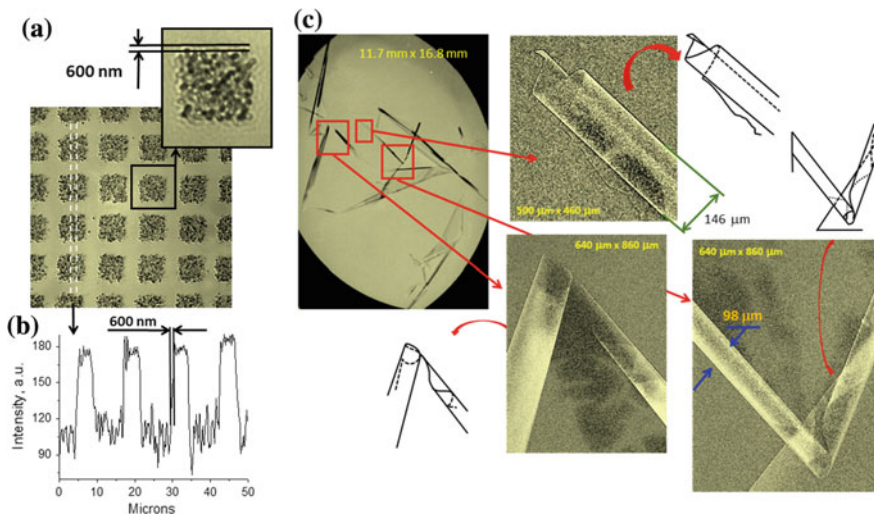 (a)
600 nm
(b)
600 nm
Intensity, a.u.
180
150
120
90
0 10 20 30 40 50
Microns
(c)
11.7 mm x 16.8 mm
500 µm x 460 µm
146 µm
640 µm x 860 µm
640 µm x 860 µm
98 µm